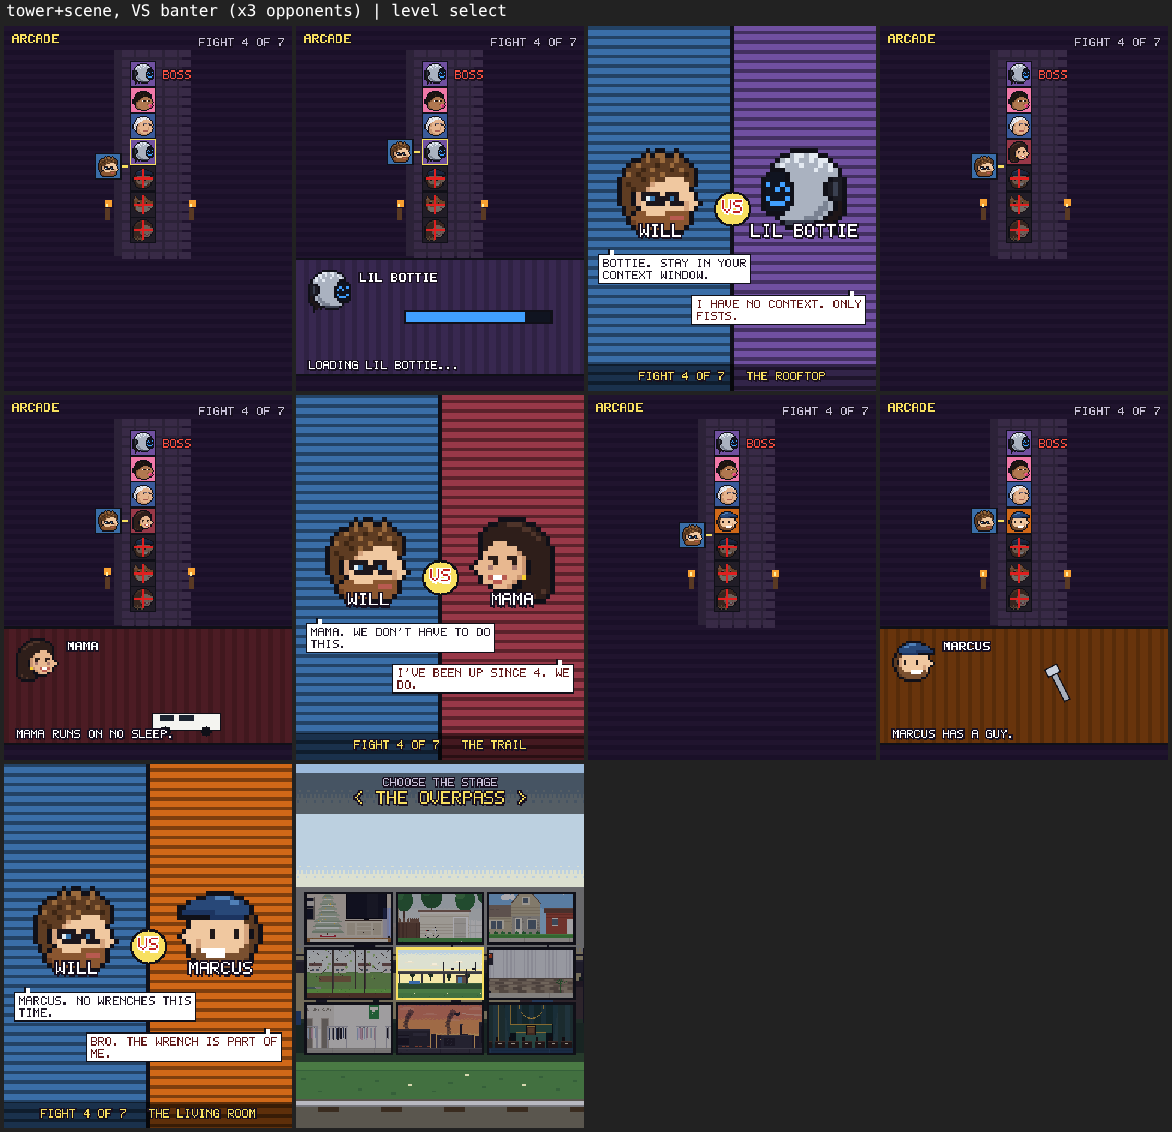 tower+scene, VS banter (x3 opponents) | level select
ARCADE
FIGHT 4 OF 7
BOSS
ARCADE
FIGHT 4 OF 7
BOSS
LIL BOTTIE
LOADING LIL BOTTIE...
VS
WILL
LIL BOTTIE
BOTTIE. STAY IN YOUR
CONTEXT WINDOW.
I HAVE NO CONTEXT. ONLY
FISTS.
FIGHT 4 OF 7
THE ROOFTOP
ARCADE
FIGHT 4 OF 7
BOSS
ARCADE
FIGHT 4 OF 7
BOSS
MAMA
MAMA RUNS ON NO SLEEP.
VS
WILL
MAMA
MAMA. WE DON'T HAVE TO DO
THIS.
I'VE BEEN UP SINCE 4. WE
DO.
FIGHT 4 OF 7
THE TRAIL
ARCADE
FIGHT 4 OF 7
BOSS
ARCADE
FIGHT 4 OF 7
BOSS
MARCUS
MARCUS HAS A GUY.
VS
WILL
MARCUS
MARCUS. NO WRENCHES THIS
TIME.
BRO. THE WRENCH IS PART OF
ME.
FIGHT 4 OF 7
THE LIVING ROOM
CHOOSE THE STAGE
< THE OVERPASS >